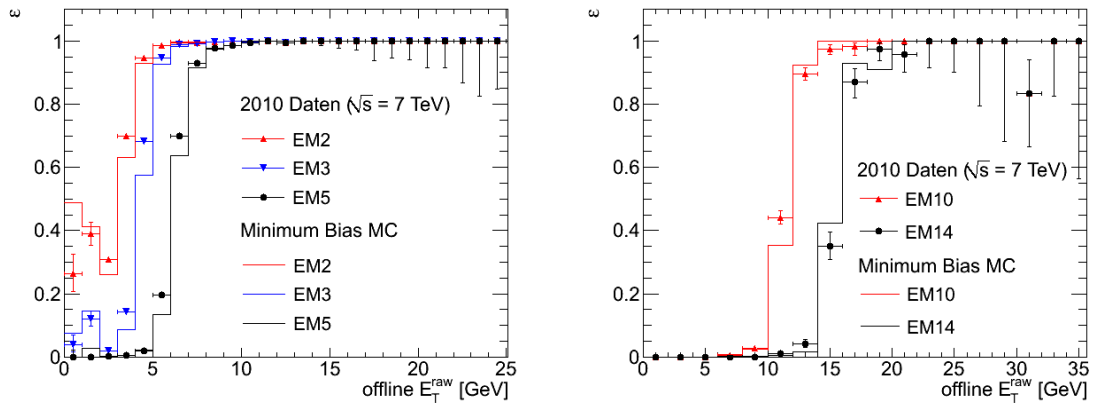 ε
1
0.8
0.6
0.4
0.2
0
2010 Daten (√s = 7 TeV)
EM2
EM3
EM5
Minimum Bias MC
EM2
EM3
EM5
0 5 10 15 20 25
offline E_T^raw [GeV]
ε
1
0.8
0.6
0.4
0.2
0
2010 Daten (√s = 7 TeV)
EM10
EM14
Minimum Bias MC
EM10
EM14
0 5 10 15 20 25 30 35
offline E_T^raw [GeV]